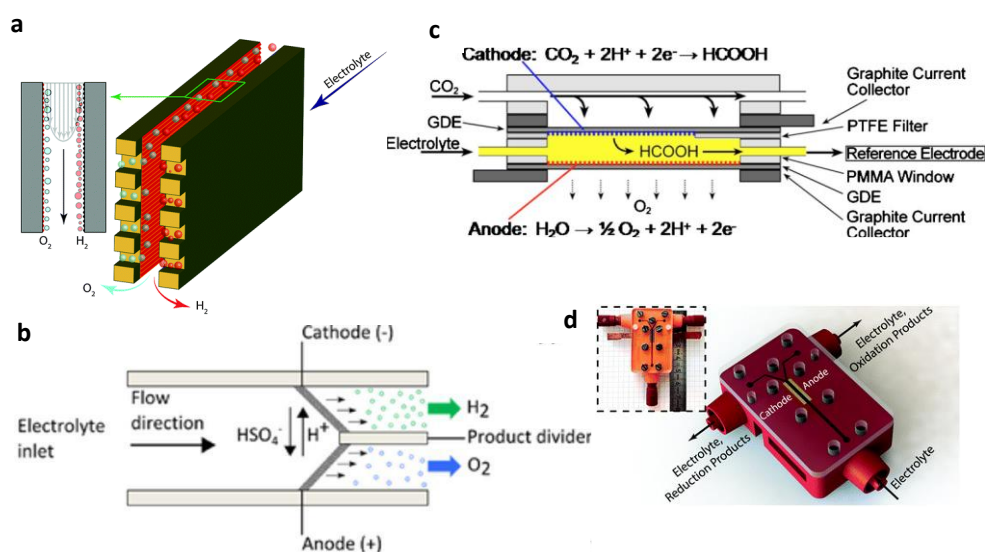 a
Electrolyte
O2
H2
O2
H2
b
Cathode (-)
Flow
direction
Electrolyte
inlet
HSO4-
H+
H2
Product divider
O2
Anode (+)
c
Cathode: CO2 + 2H+ + 2e- → HCOOH
CO2
GDE
Electrolyte
HCOOH
O2
Anode: H2O → ½ O2 + 2H+ + 2e-
Graphite Current
Collector
PTFE Filter
Reference Electrode
PMMA Window
GDE
Graphite Current
Collector
d
Electrolyte,
Oxidation Products
Anode
Cathode
Electrolyte,
Reduction Products
Electrolyte